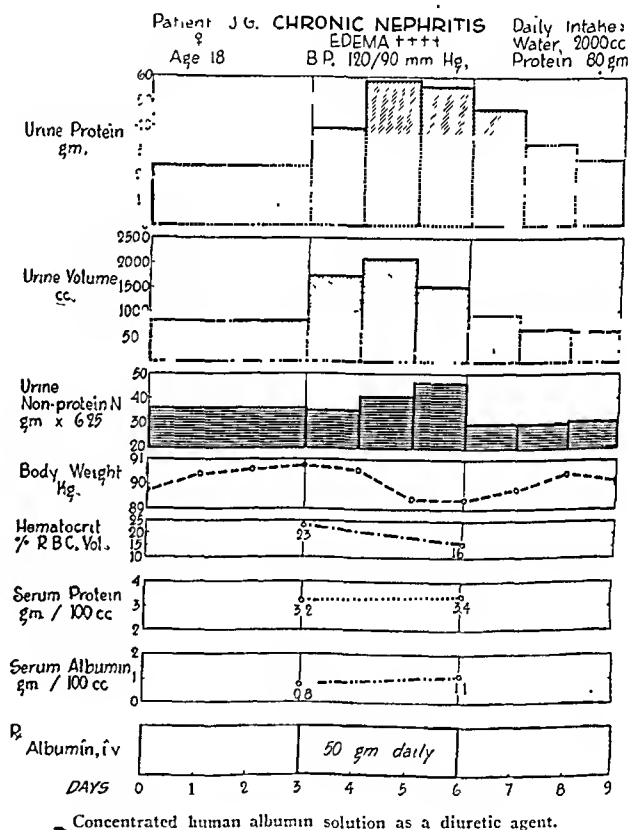 Patient J G. CHRONIC NEPHRITIS Daily Intake:
♀ EDEMA ++++ Water, 2000cc
Age 18 B P. 120/90 mm Hg, Protein 80 gm
60
Urine Protein
gm.
2500
2000
1500
1000
50
Urine Volume
cc.
50
40
30
20
Urine
Non-protein N
gm x 625
91
90
89
Body Weight
Kg.
25
20
15
10
Hematocrit
% R B C. Vol.
23
16
4
3
2
Serum Protein
gm / 100 cc
3.2
3.4
2
1
0
Serum Albumin,
gm / 100 cc
0.8
1.1
℞
Albumin, i v
50 gm daily
DAYS 0 1 2 3 4 5 6 7 8 9
Concentrated human albumin solution as a diuretic agent.